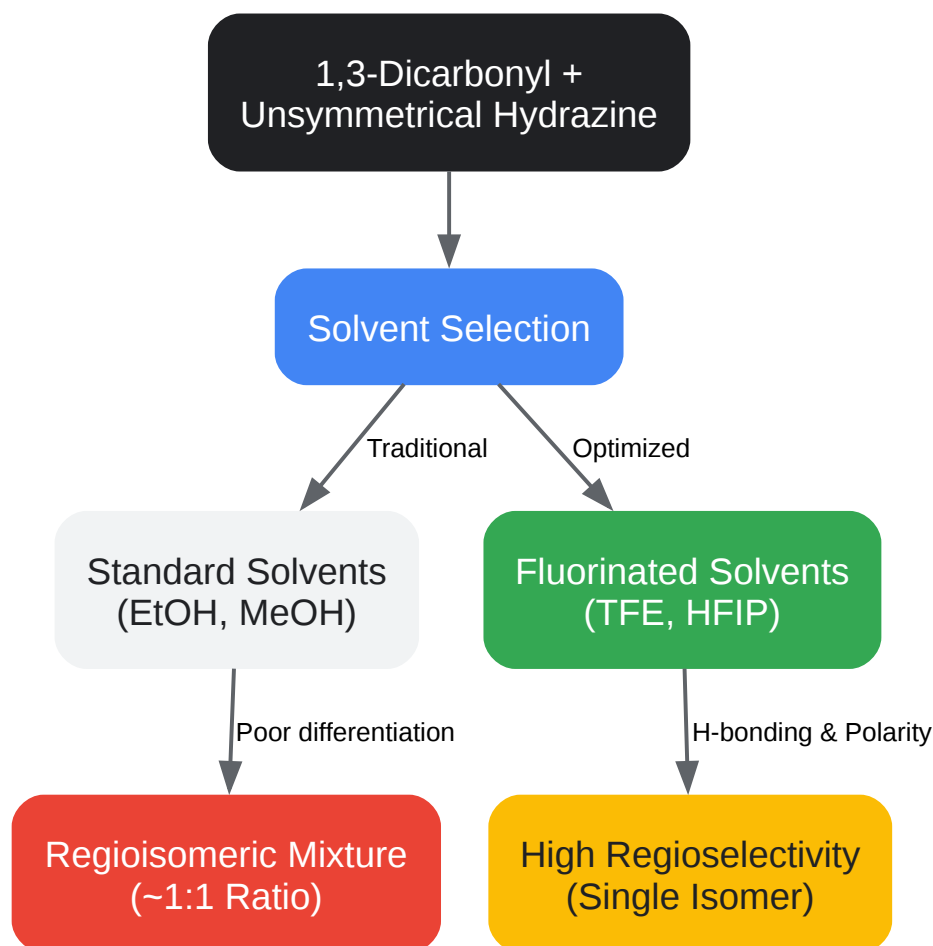 1,3-Dicarbonyl +
Unsymmetrical Hydrazine
Solvent Selection
Traditional
Optimized
Standard Solvents
(EtOH, MeOH)
Fluorinated Solvents
(TFE, HFIP)
Poor differentiation
H-bonding & Polarity
Regioisomeric Mixture
(~1:1 Ratio)
High Regioselectivity
(Single Isomer)